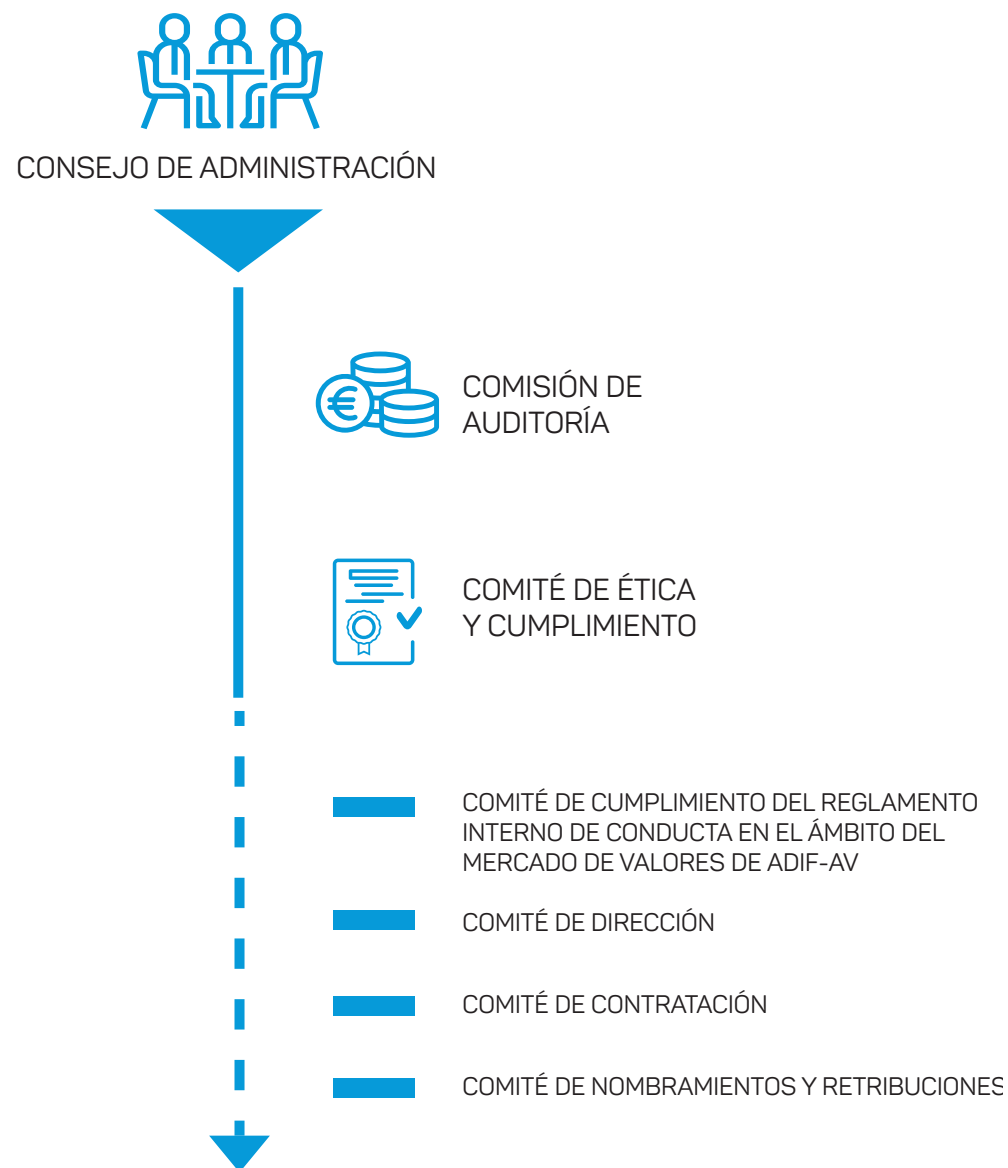 CONSEJO DE ADMINISTRACIÓN
COMISIÓN DE
AUDITORÍA
COMITÉ DE ÉTICA
Y CUMPLIMIENTO
COMITÉ DE CUMPLIMIENTO DEL REGLAMENTO
INTERNO DE CONDUCTA EN EL ÁMBITO DEL
MERCADO DE VALORES DE ADIF-AV
COMITÉ DE DIRECCIÓN
COMITÉ DE CONTRATACIÓN
COMITÉ DE NOMBRAMIENTOS Y RETRIBUCIONES